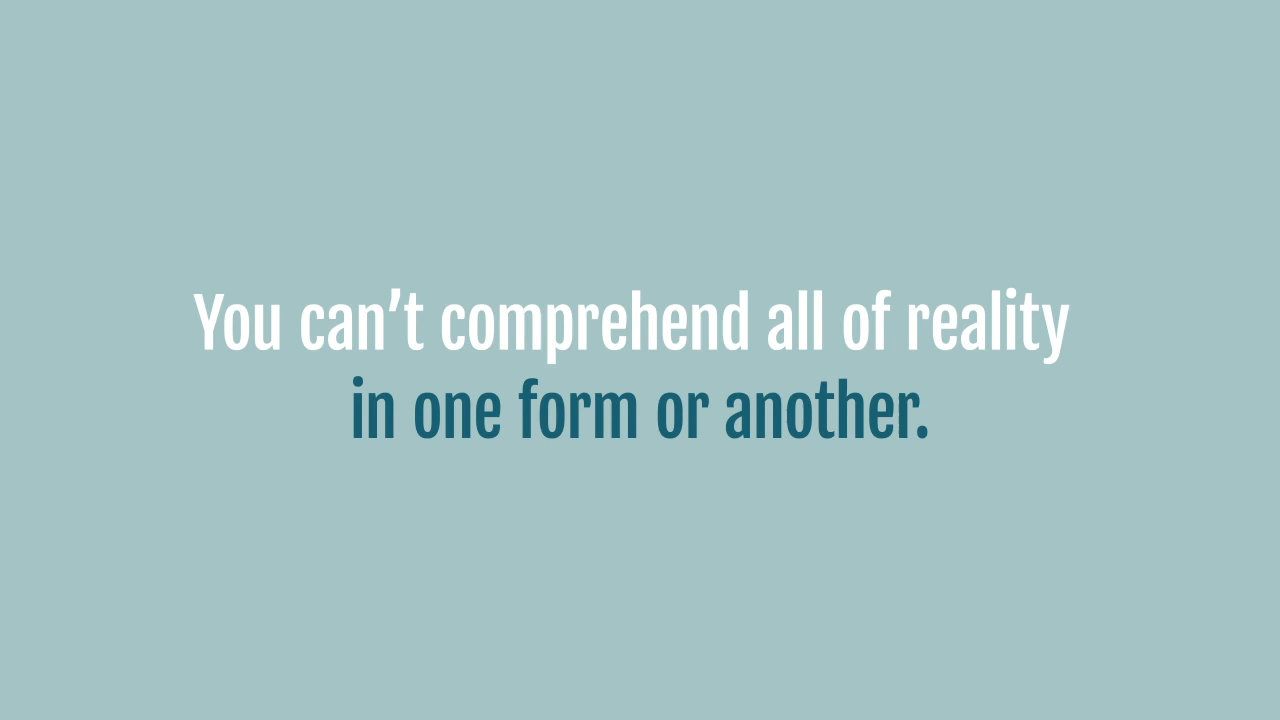 You can’t comprehend all of reality
in one form or another.